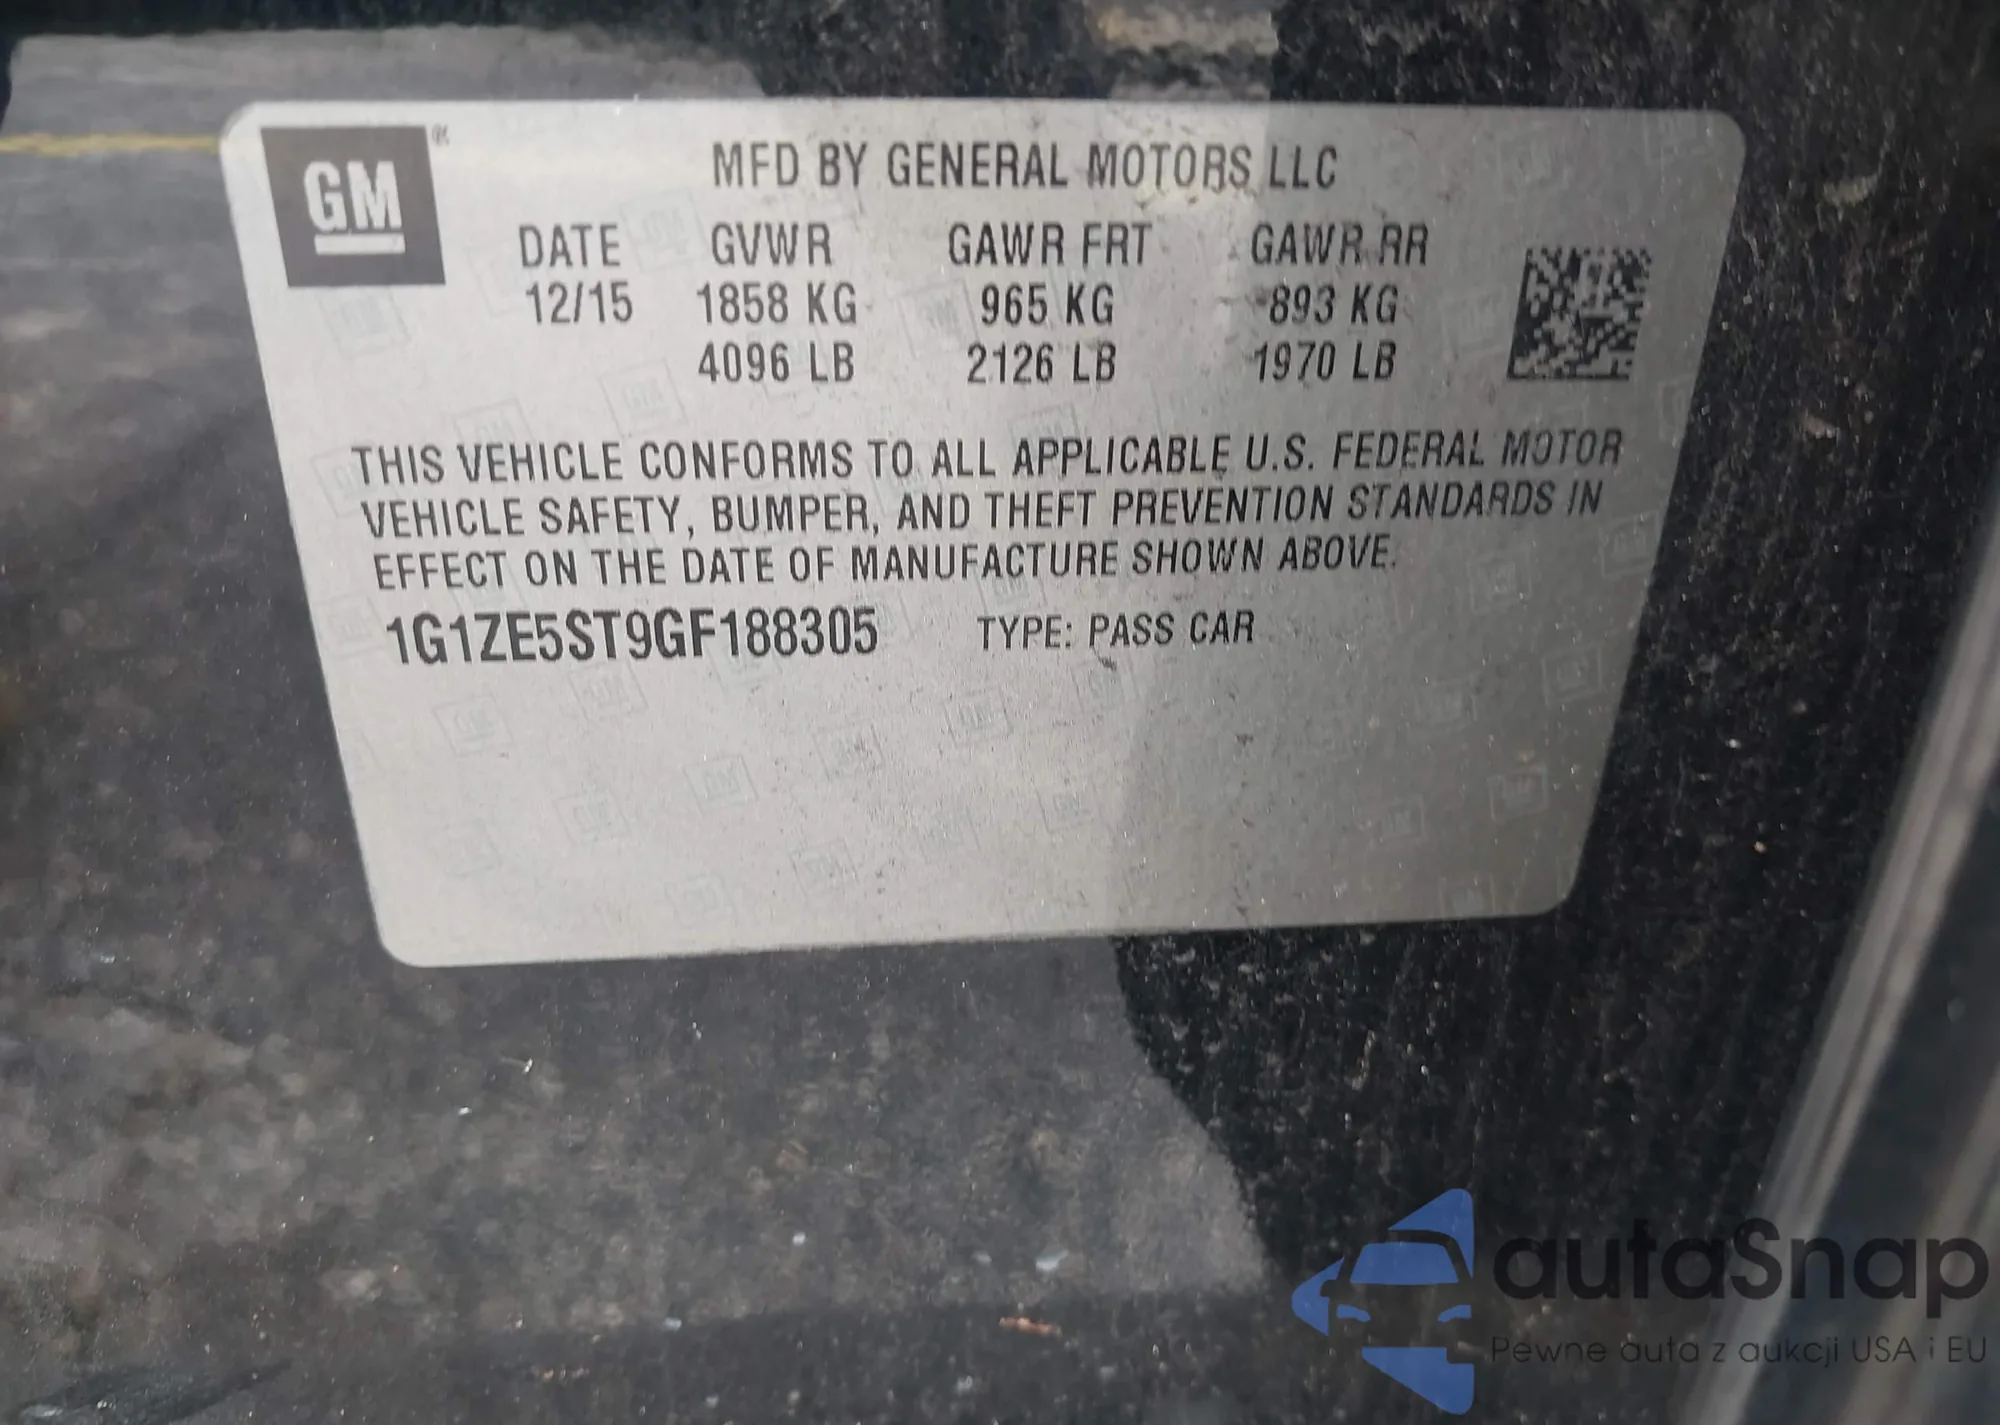 GM
MFD BY GENERAL MOTORS LLC
DATE GVWR GAWR FRT GAWR RR
12/15 1858 KG 965 KG 893 KG
4096 LB 2126 LB 1970 LB
THIS VEHICLE CONFORMS TO ALL APPLICABLE U.S. FEDERAL MOTOR
VEHICLE SAFETY, BUMPER, AND THEFT PREVENTION STANDARDS IN
EFFECT ON THE DATE OF MANUFACTURE SHOWN ABOVE.
1G1ZE5ST9GF188305 TYPE: PASS CAR
autaSnap
Pewne auta z aukcji USA i EU